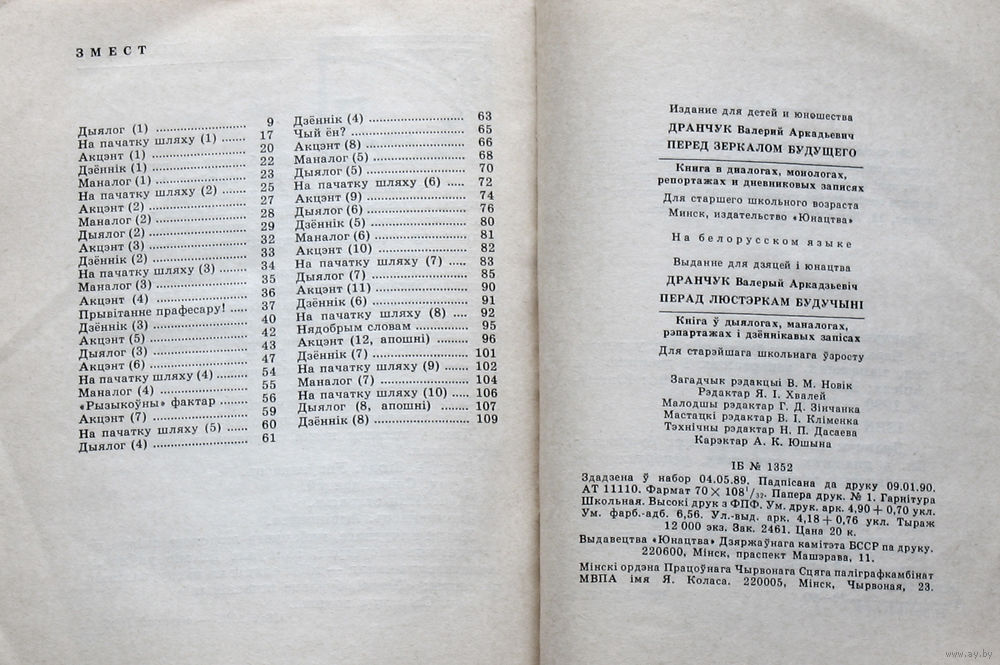 ЗМЕСТ
Дыялог (1) ........................... 9
На пачатку шляху (1) ...... 17
Акцэнт (1) ........................... 20
Дзённік (1) ........................... 22
Маналог (1) ........................... 23
На пачатку шляху (2) ...... 25
Акцэнт (2) ........................... 27
Маналог (2) ........................... 28
Дыялог (2) ........................... 29
Акцэнт (3) ........................... 32
Дзённік (2) ........................... 33
На пачатку шляху (3) ...... 34
Маналог (3) ........................... 35
Акцэнт (4) ........................... 36
Прывітанне прафесару! ..... 37
Дзённік (3) ........................... 40
Акцэнт (5) ........................... 42
Дыялог (3) ........................... 43
Акцэнт (6) ........................... 47
На пачатку шляху (4) ...... 54
Маналог (4) ........................... 55
«Рызыкоўны» фактар ...... 56
Акцэнт (7) ........................... 59
На пачатку шляху (5) ...... 60
Дыялог (4) ........................... 61
Дзённік (4) ........................... 63
Чый ён? ........................... 65
Акцэнт (8) ........................... 66
Маналог (5) ........................... 68
Дыялог (5) ........................... 70
На пачатку шляху (6) ..... 72
Акцэнт (9) ........................... 74
Дыялог (6) ........................... 76
Дзённік (5) ........................... 80
Маналог (6) ........................... 81
Акцэнт (10) ........................... 82
На пачатку шляху (7) ..... 83
Дыялог (7) ........................... 85
Акцэнт (11) ........................... 90
Дзённік (6) ........................... 91
На пачатку шляху (8) ..... 92
Нядобрым словам ............ 95
Акцэнт (12, апошні) ........ 96
Дзённік (7) ........................... 101
На пачатку шляху (9) ..... 102
Маналог (7) ........................... 104
На пачатку шляху (10) ..... 106
Дыялог (8, апошні) ........ 107
Дзённік (8) ........................... 109
Издание для детей и юношества
ДРАНЧУК Валерий Аркадьевич
ПЕРЕД ЗЕРКАЛОМ БУДУЩЕГО
Книга в диалогах, монологах,
репортажах и дневниковых записях
Для старшего школьного возраста
Минск, издательство «Юнацтва»
На белорусском языке
Выданне для дзяцей і юнацтва
ДРАНЧУК Валерый Аркадзьевіч
ПЕРАД ЛЮСТЭРКАМ БУДУЧЫНІ
Кніга ў дыялогах, маналогах,
рэпартажах і дзённікавых запісах
Для старэйшага школьнага ўзросту
Загадчык рэдакцыі В. М. Новік
Рэдактар Я. І. Хвалей
Малодшы рэдактар Г. Д. Зінчанка
Мастацкі рэдактар В. І. Кліменка
Тэхнічны рэдактар Н. П. Дасаева
Карэктар А. К. Юшына
ІБ № 1352
Здадзена ў набор 04.05.89. Падпісана да друку 09.01.90.
АТ 11110. Фармат 70×108¹/₃₂. Папера друк. № 1. Гарнітура
Школьная. Высокі друк з ФПФ. Ум. друк. арк. 4,90+0,70 укл.
Ум. фарб.-адб. 6,56. Ул.-выд. арк. 4,18+0,76 укл. Тыраж
12 000 экз. Зак. 2461. Цана 20 к.
Выдавецтва «Юнацтва» Дзяржаўнага камітэта БССР па друку.
220600, Мінск, праспект Машэрава, 11.
Мінскі ордэна Працоўнага Чырвонага Сцяга паліграфкамбінат
МВПА імя Я. Коласа. 220005, Мінск, Чырвоная, 23.
www.ay.by